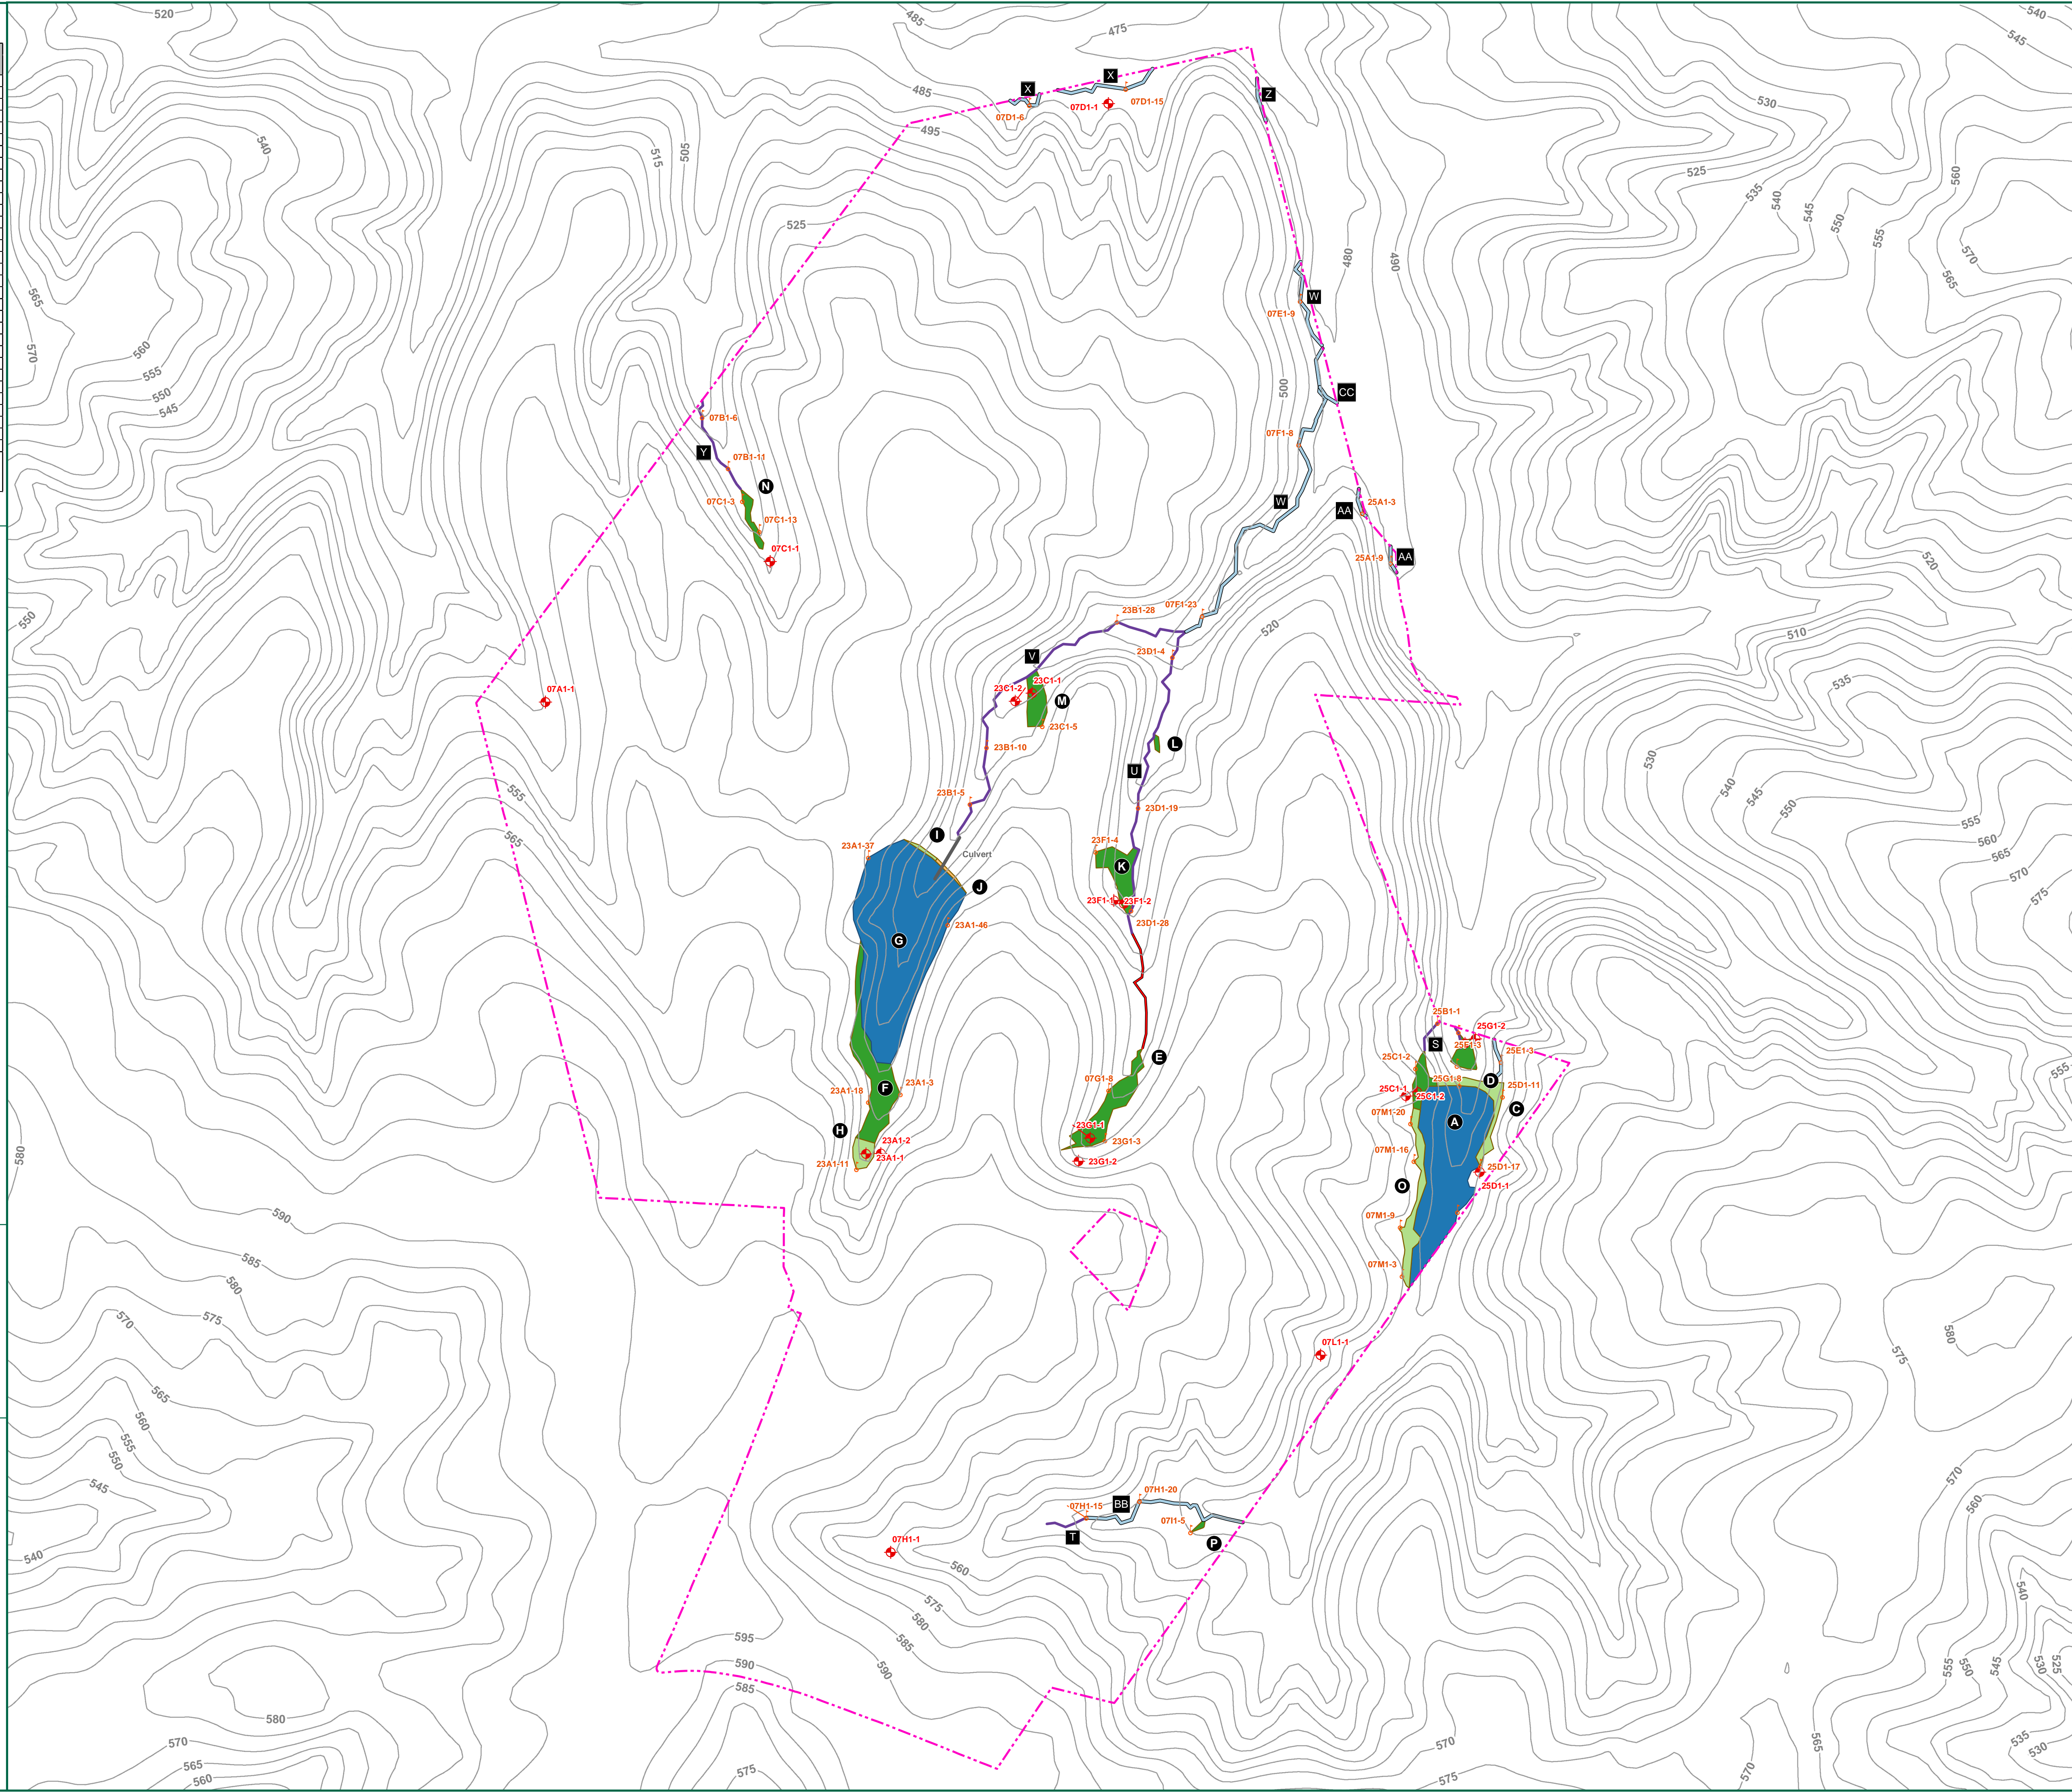 520
485
475
540
545
X
X
Z
485
07D1-6
07D1-1
07D1-15
530
495
540
515
505
525
535
560
540
545
550
555
525
480
490
570
565
565
W
07E1-9
570
560
555
550
545
500
CC
07B1-6
07F1-8
Y
07B1-11
N
07C1-3
W
AA
25A1-3
07C1-13
07C1-1
25A1-9
AA
520
550
23B1-28
07F1-23
520
510
V
23D1-4
07A1-1
23C1-2
23C1-1
M
535
23C1-5
23B1-10
L
U
530
540
545
550
555
23B1-5
23D1-19
555
565
I
23A1-37
Culvert
23F1-4
K
560
565
570
575
J
23F1-1
23F1-2
23A1-46
23D1-28
G
25B1-1
25G1-2
S
25F1-3
25E1-3
25C1-2
E
555
07G1-8
25G1-8
D
25D1-11
F
23A1-18
23A1-3
25C1-1
25C1-2
C
07M1-20
A
H
23G1-1
23A1-2
23G1-3
580
23A1-11
23A1-1
23G1-2
07M1-16
25D1-17
O
25D1-1
590
07M1-9
585
580
07M1-3
570
575
07L1-1
580
575
565
560
555
550
545
540
570
560
BB
07H1-20
07H1-15
07I1-5
T
P
07H1-1
560
575
580
585
590
595
590
585
540
555
550
545
530
525
580
570
565
560
575
570
575
570
565
535
530